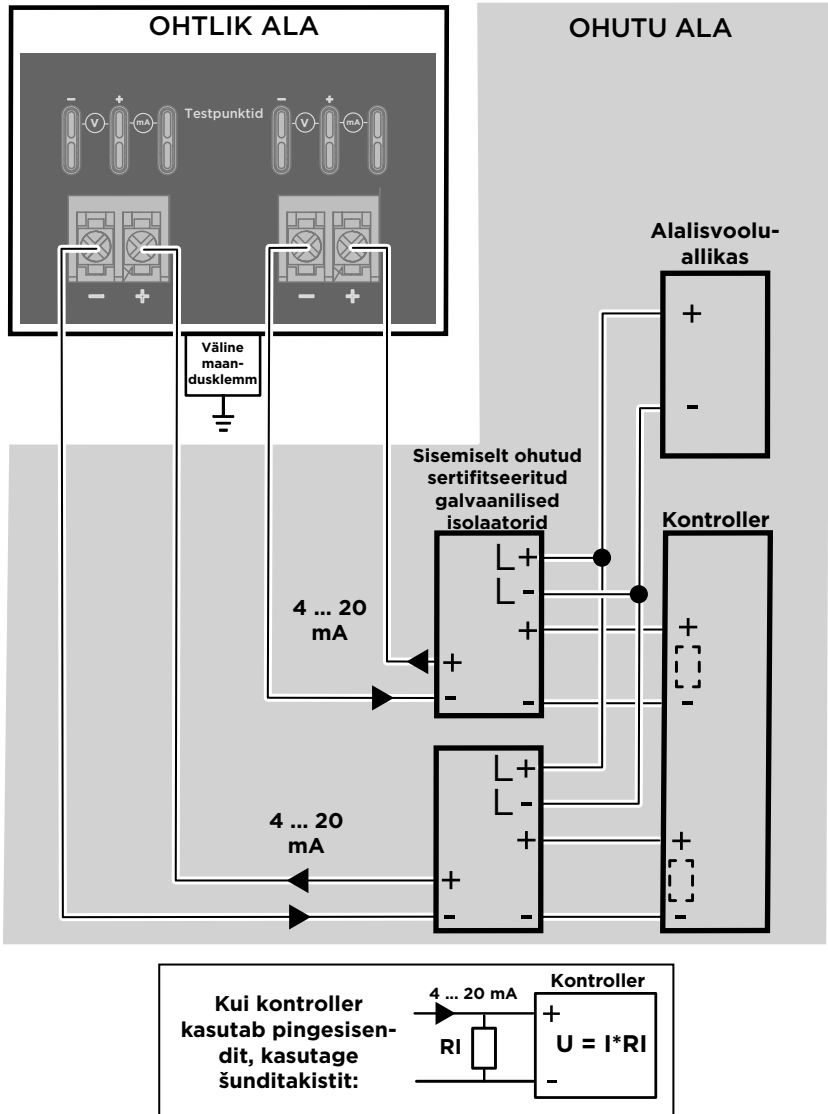 OHTLIK ALA
OHUTU ALA
- + - +
V mA Testpunktid V mA
- + - +
Väline
maan-
dusklemm
Alalisvoolu-
allikas
+
-
Sisemiselt ohutud
sertifitseeritud
galvaanilised
isolaatorid
Kontroller
L +
L -
4 ... 20
mA
+ +
+
- - -
L +
L -
4 ... 20
mA
+ +
+
- - -
Kui kontroller
kasutab pingesisen-
dit, kasutage
šunditakistit:
4 ... 20 mA
Kontroller
+
RI
U = I*RI
-